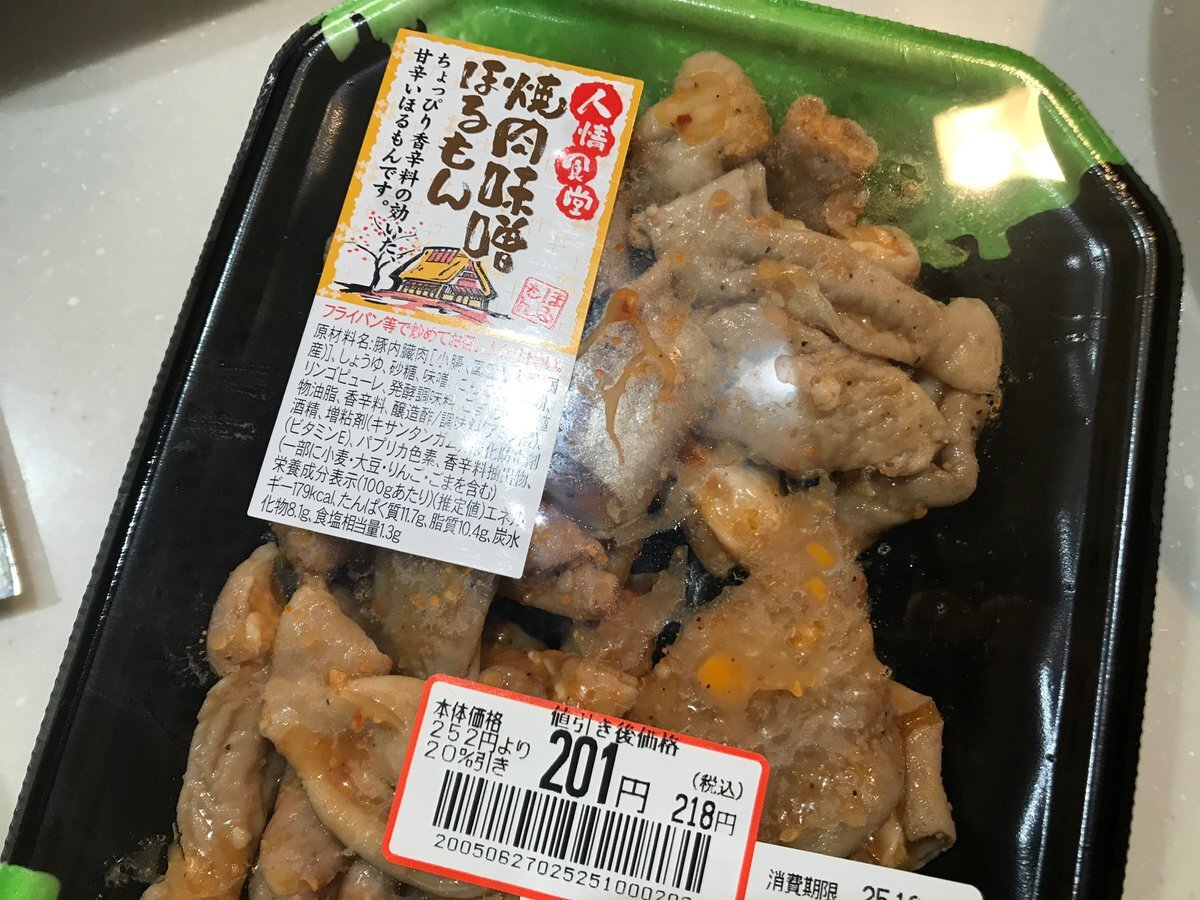 人情食堂
焼肉味噌
ほるもん
ちょっぴり香辛料の効いた、
甘辛いほるもんです。
ほるもん
フライパン等で炒めてお召し
原材料名:豚内臓肉[小腸、
産)]、しょうゆ、砂糖、味噌、
リンゴピューレ、発酵調味料、
物油脂、香辛料、醸造酢/調味料
酒精、増粘剤(キサンタンガム)、
(ビタミンE)、パプリカ色素、香辛料抽出物、
(一部に小麦・大豆・りんご・ごまを含む)
栄養成分表示(100gあたり)(推定値)エネル
ギー179kcal、たんぱく質11.7g、脂質10.4g、炭水
化物8.1g、食塩相当量1.3g
本体価格
252円より
20%引き
値引き後価格
201円
(税込)
218円
200506270252510002
消費期限 25.1